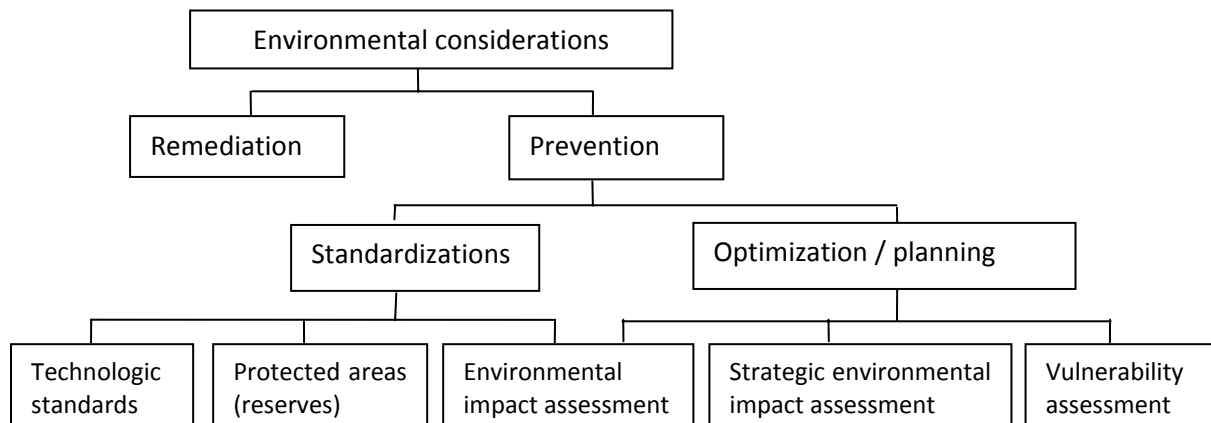 Environmental considerations
Remediation
Prevention
Standardizations
Optimization / planning
Technologic
standards
Protected areas
(reserves)
Environmental
impact assessment
Strategic environmental
impact assessment
Vulnerability
assessment